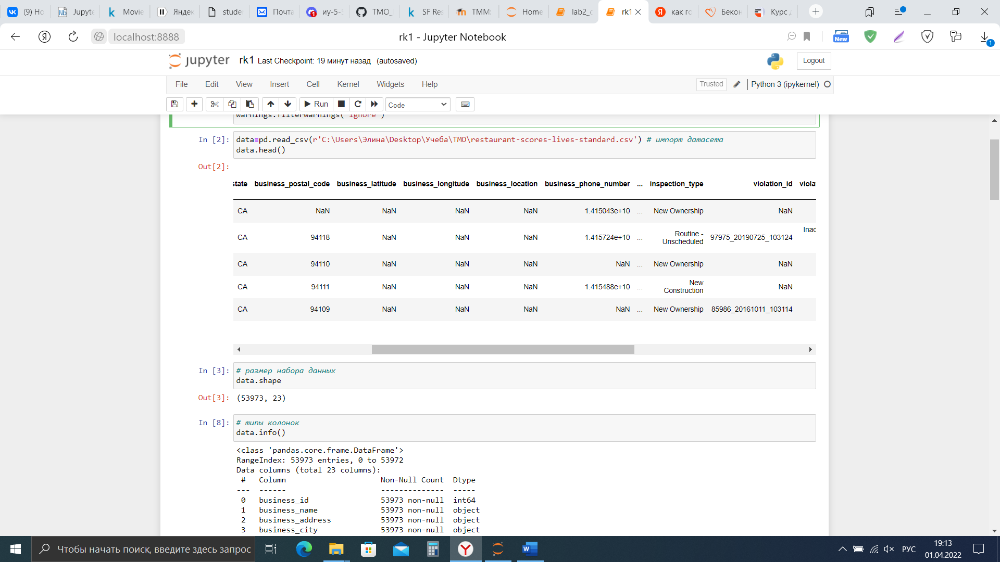 (9) Но
Jupyte
Movie
Яндек
studer
Почта
иу-5-5
TMO_
SF Res
TMM:
Home
lab2_c
rk1
как го
Бекон
Курс д
localhost:8888
rk1 - Jupyter Notebook
New
1
jupyter rk1 Last Checkpoint: 19 минут назад (autosaved)
Logout
File Edit View Insert Cell Kernel Widgets Help
Trusted
Python 3 (ipykernel)
Run
Code
warnings.filterwarnings('ignore')
In [2]: data=pd.read_csv(r'C:\Users\Элина\Desktop\Учеба\ТМО\restaurant-scores-lives-standard.csv') # импорт датасета
data.head()
Out[2]:
state business_postal_code business_latitude business_longitude business_location business_phone_number ... inspection_type violation_id viola
CA NaN NaN NaN NaN 1.415043e+10 ... New Ownership NaN
CA 94118 NaN NaN NaN 1.415724e+10 ... Routine - Unscheduled 97975_20190725_103124 Inac
CA 94110 NaN NaN NaN NaN ... New Ownership NaN
CA 94111 NaN NaN NaN 1.415488e+10 ... New Construction NaN
CA 94109 NaN NaN NaN NaN ... New Ownership 85986_20161011_103114
In [3]: # размер набора данных
data.shape
Out[3]: (53973, 23)
In [8]: # типы колонок
data.info()
<class 'pandas.core.frame.DataFrame'>
RangeIndex: 53973 entries, 0 to 53972
Data columns (total 23 columns):
# Column Non-Null Count Dtype
--- ------ -------------- -----
0 business_id 53973 non-null int64
1 business_name 53973 non-null object
2 business_address 53973 non-null object
3 business_city 53973 non-null object
Чтобы начать поиск, введите здесь запрос
РУС
19:13
01.04.2022